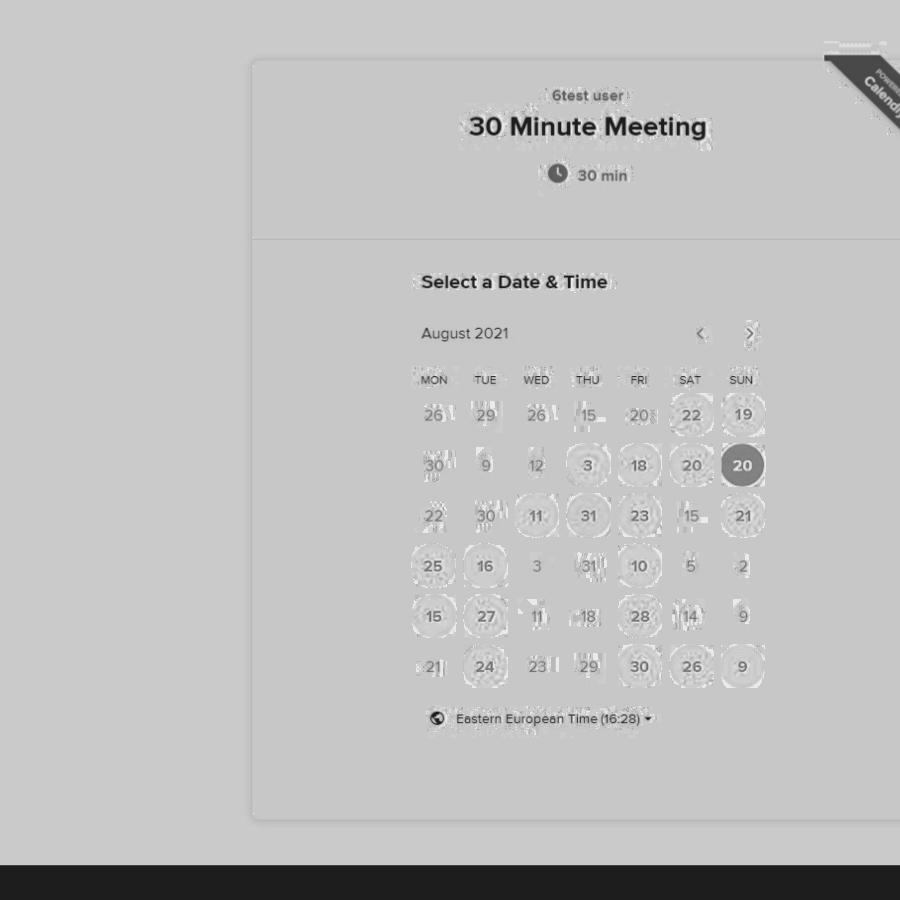 POWERED
Calendly
6test user
30 Minute Meeting
30 min
Select a Date & Time
August 2021
MON TUE WED THU FRI SAT SUN
26 29 26 15 20 22 19
30 9 12 3 18 20 20
22 30 11 31 23 15 21
25 16 3 31 10 5 2
15 27 11 18 28 14 9
21 24 23 29 30 26 9
Eastern European Time (16:28)